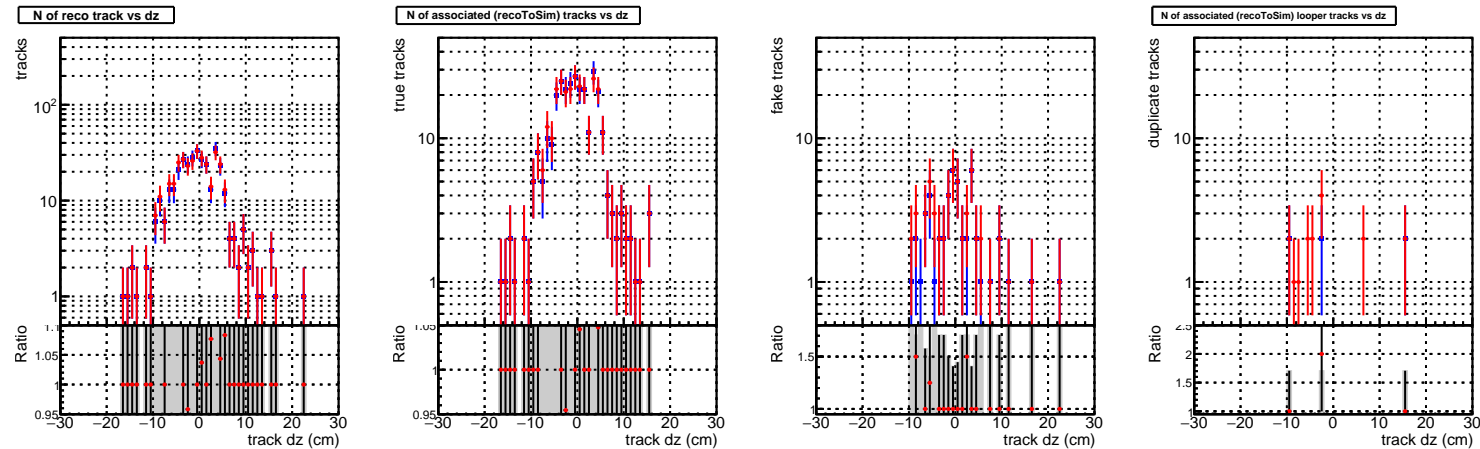 N of reco track vs dz
tracks
10²
10
1
Ratio
1.1
1.05
1
0.95
−30 −20 −10 0 10 20 30
track dz (cm)
N of associated (recoToSim) tracks vs dz
true tracks
10
1
Ratio
1.05
1
0.95
−30 −20 −10 0 10 20 30
track dz (cm)
fake tracks
10
1
Ratio
1.5
1
−30 −20 −10 0 10 20 30
track dz (cm)
N of associated (recoToSim) looper tracks vs dz
duplicate tracks
10
1
Ratio
2.5
2
1.5
1
−30 −20 −10 0 10 20 30
track dz (cm)